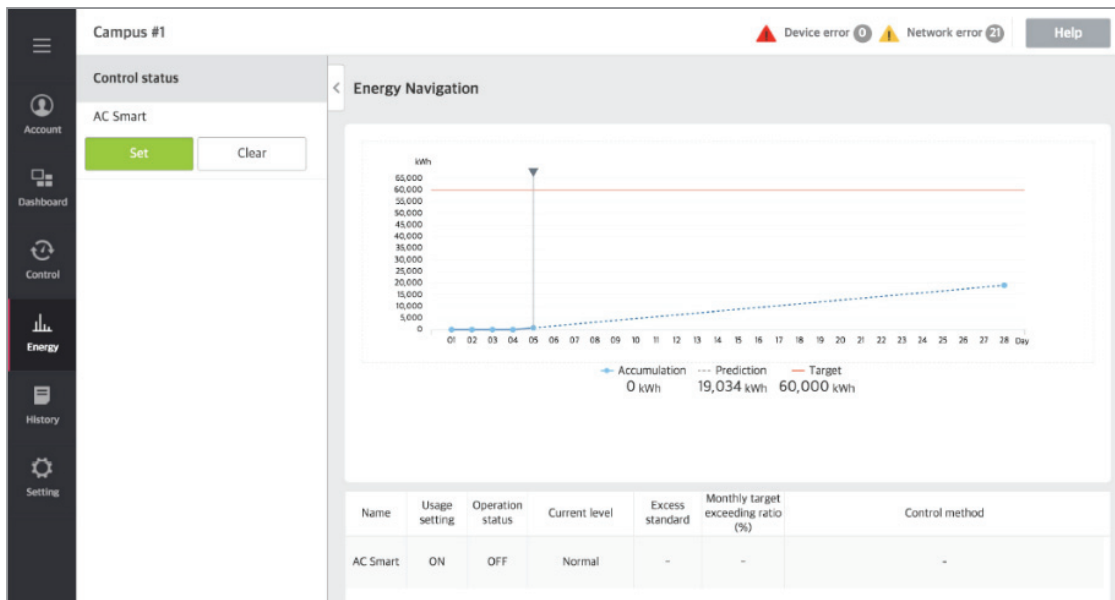 Campus #1
Device error 0
Network error 21
Help
Account
Dashboard
Control
Energy
History
Setting
Control status
AC Smart
Set
Clear
Energy Navigation
kWh
65,000
60,000
55,000
50,000
45,000
40,000
35,000
30,000
25,000
20,000
15,000
10,000
5,000
0
01 02 03 04 05 06 07 08 09 10 11 12 13 14 15 16 17 18 19 20 21 22 23 24 25 26 27 28 Day
Accumulation Prediction Target
0 kWh 19,034 kWh 60,000 kWh
Name Usage setting Operation status Current level Excess standard Monthly target exceeding ratio (%) Control method
AC Smart ON OFF Normal - - -